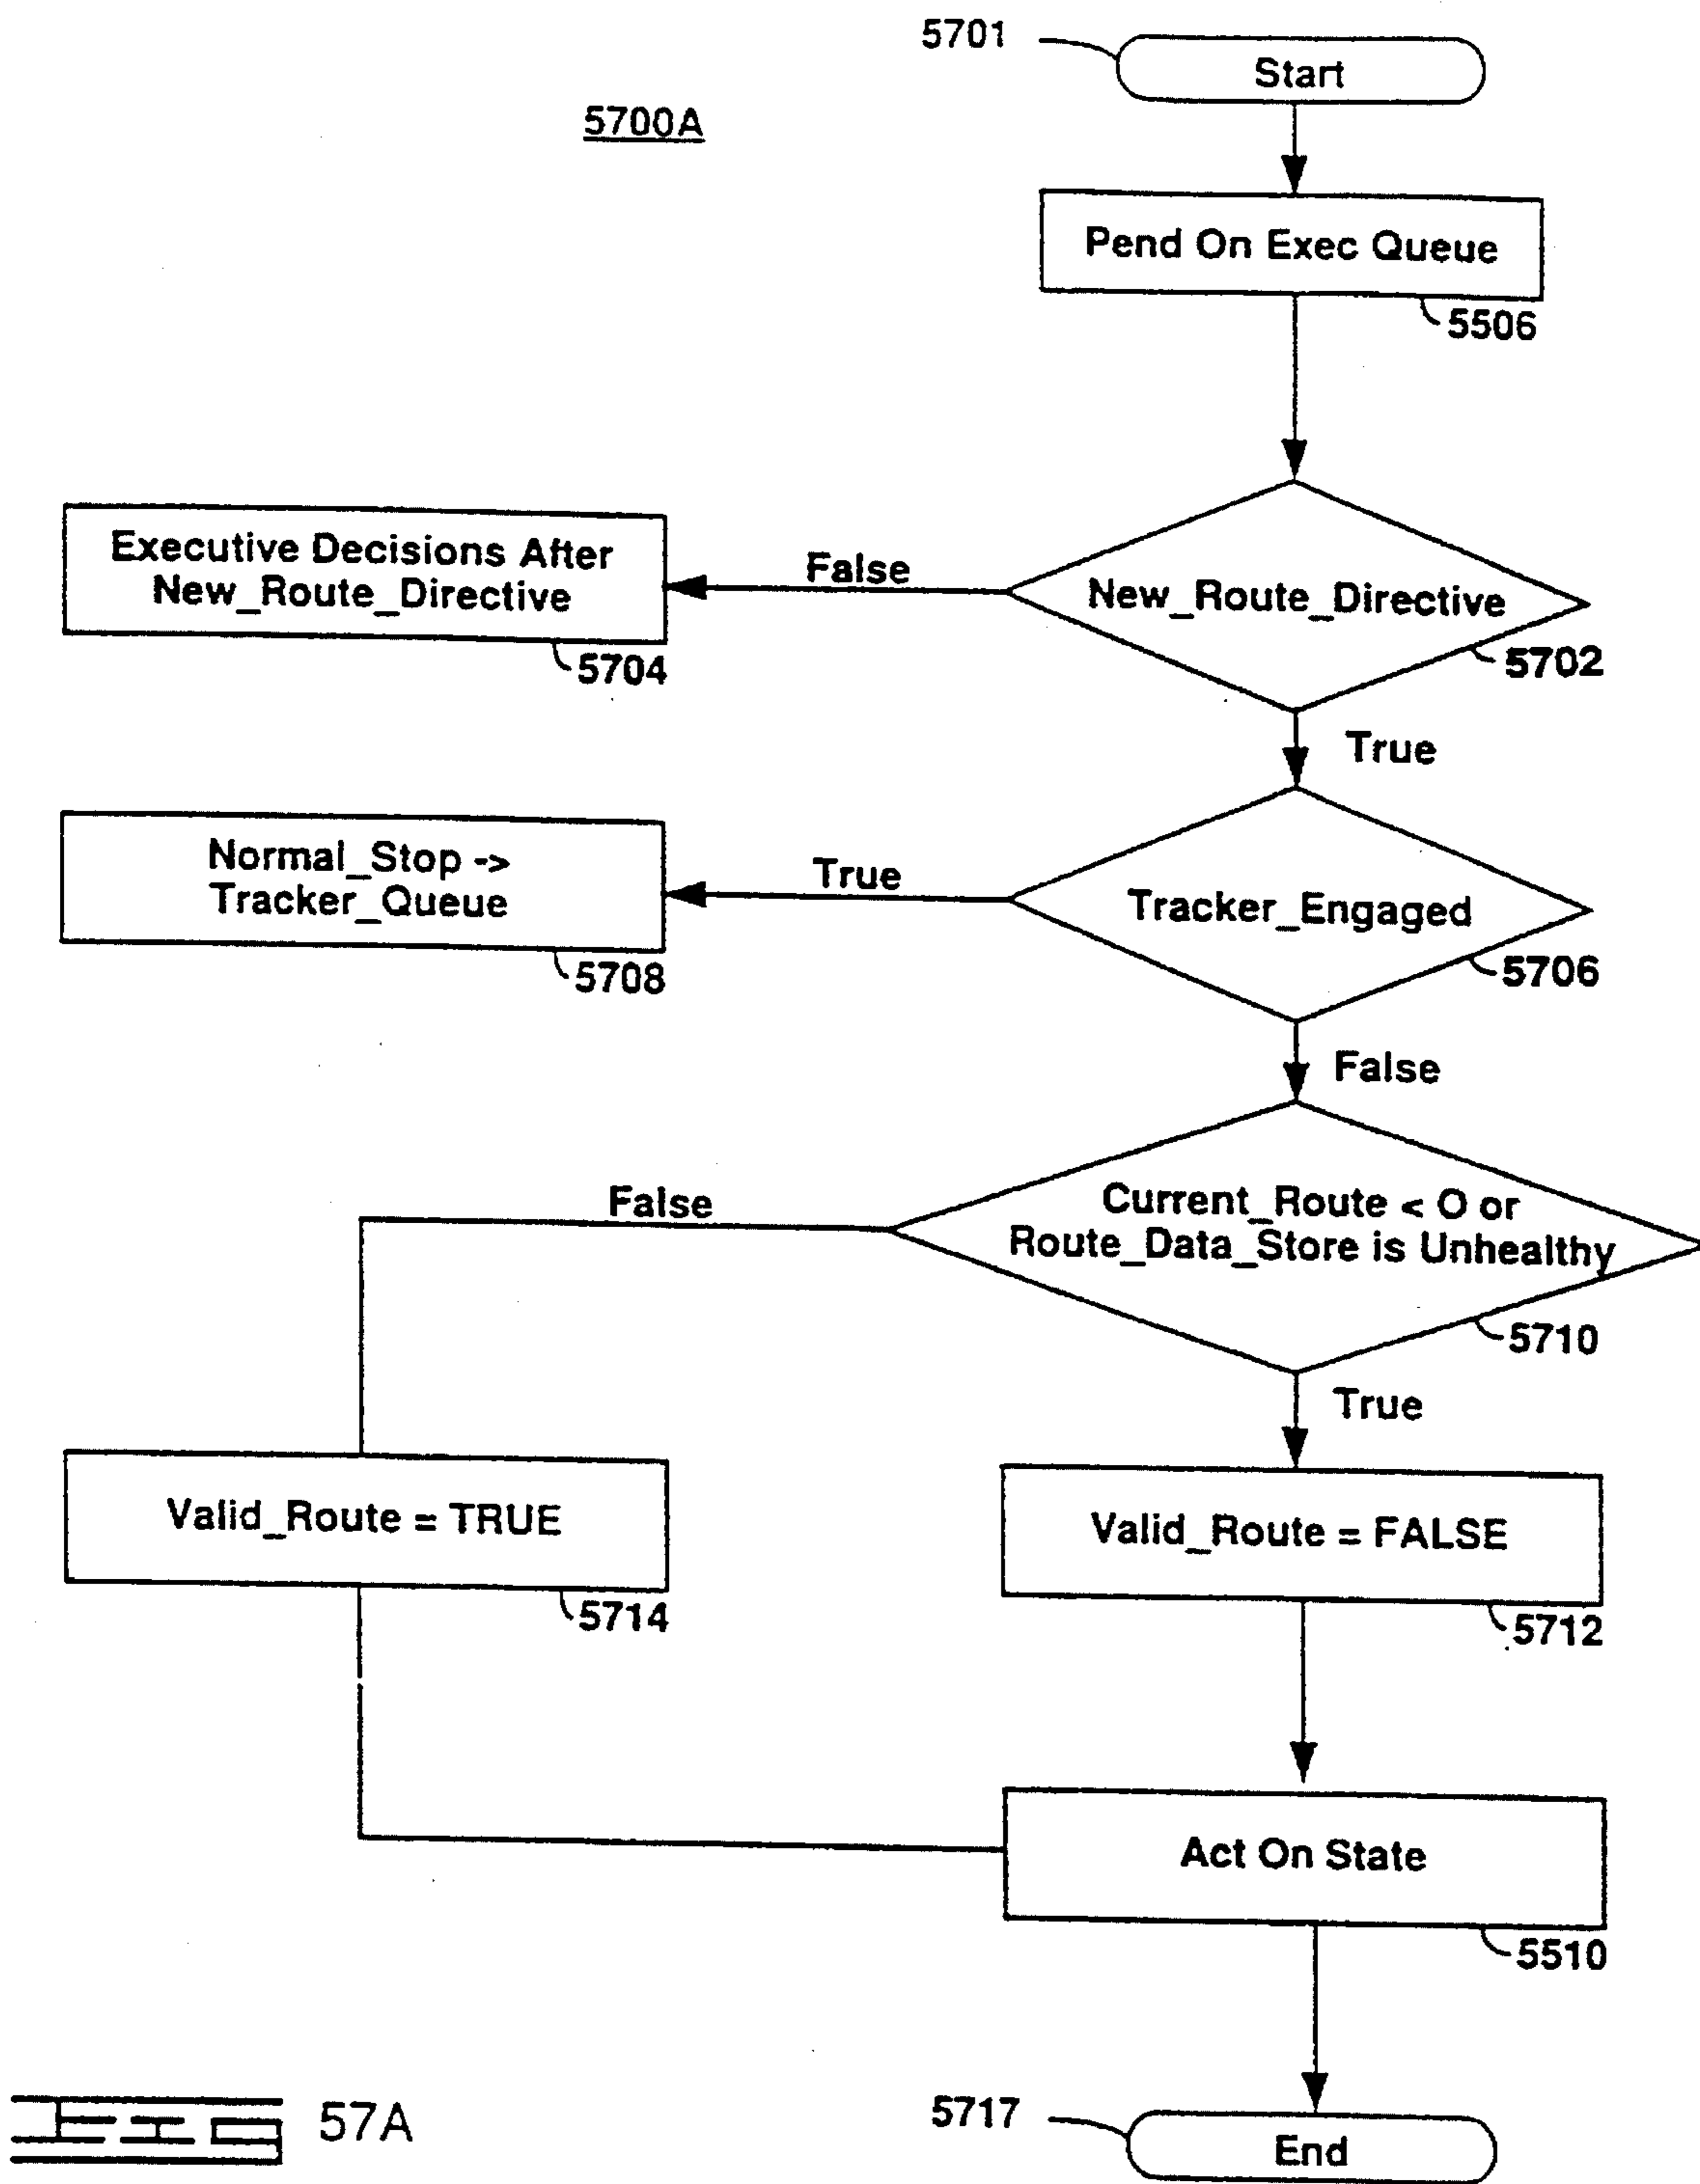 5701
Start
5700A
Pend On Exec Queue
5506
Executive Decisions After
New_Route_Directive
5704
False
New_Route_Directive
5702
True
Normal_Stop ->
Tracker_Queue
5708
True
Tracker_Engaged
5706
False
False
Current_Route < O or
Route_Data_Store is Unhealthy
5710
True
Valid_Route = TRUE
5714
Valid_Route = FALSE
5712
Act On State
5510
FIG 57A
5717
End